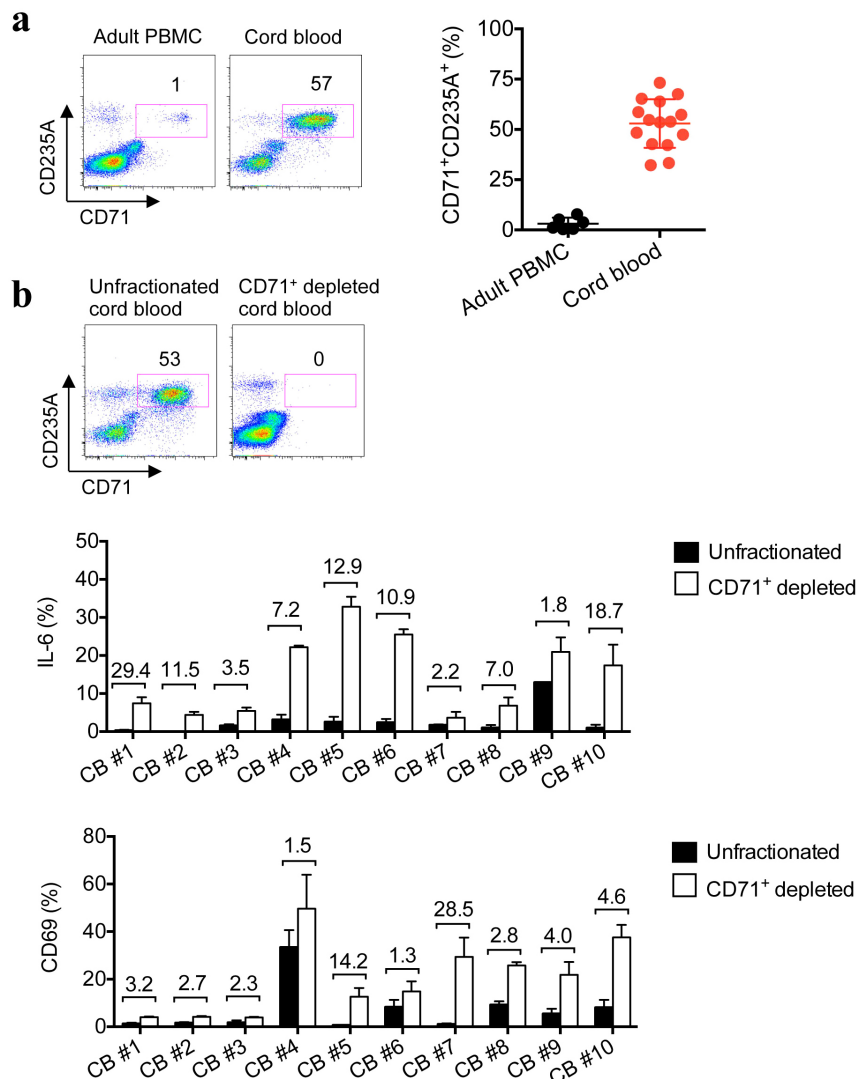 a
Adult PBMC
Cord blood
1
57
CD235A
CD71
CD71+CD235A+ (%)
100
75
50
25
0
Adult PBMC
Cord blood
b
Unfractionated
cord blood
CD71+ depleted
cord blood
53
0
CD235A
CD71
IL-6 (%)
50
40
30
20
10
0
29.4
11.5
3.5
7.2
12.9
10.9
2.2
7.0
1.8
18.7
CB #1
CB #2
CB #3
CB #4
CB #5
CB #6
CB #7
CB #8
CB #9
CB #10
Unfractionated
CD71+ depleted
CD69 (%)
80
60
40
20
0
3.2
2.7
2.3
1.5
14.2
1.3
28.5
2.8
4.0
4.6
CB #1
CB #2
CB #3
CB #4
CB #5
CB #6
CB #7
CB #8
CB #9
CB #10
Unfractionated
CD71+ depleted